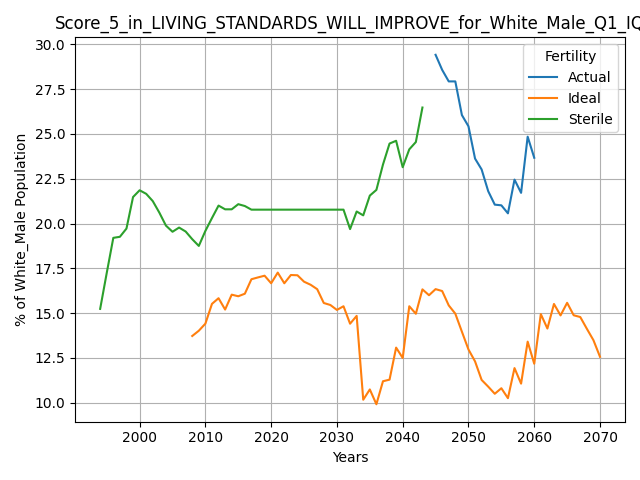 Score_5_in_LIVING_STANDARDS_WILL_IMPROVE_for_White_Male_Q1_IQ
Fertility
Actual
Ideal
Sterile
% of White_Male Population
30.0
27.5
25.0
22.5
20.0
17.5
15.0
12.5
10.0
2000 2010 2020 2030 2040 2050 2060 2070
Years